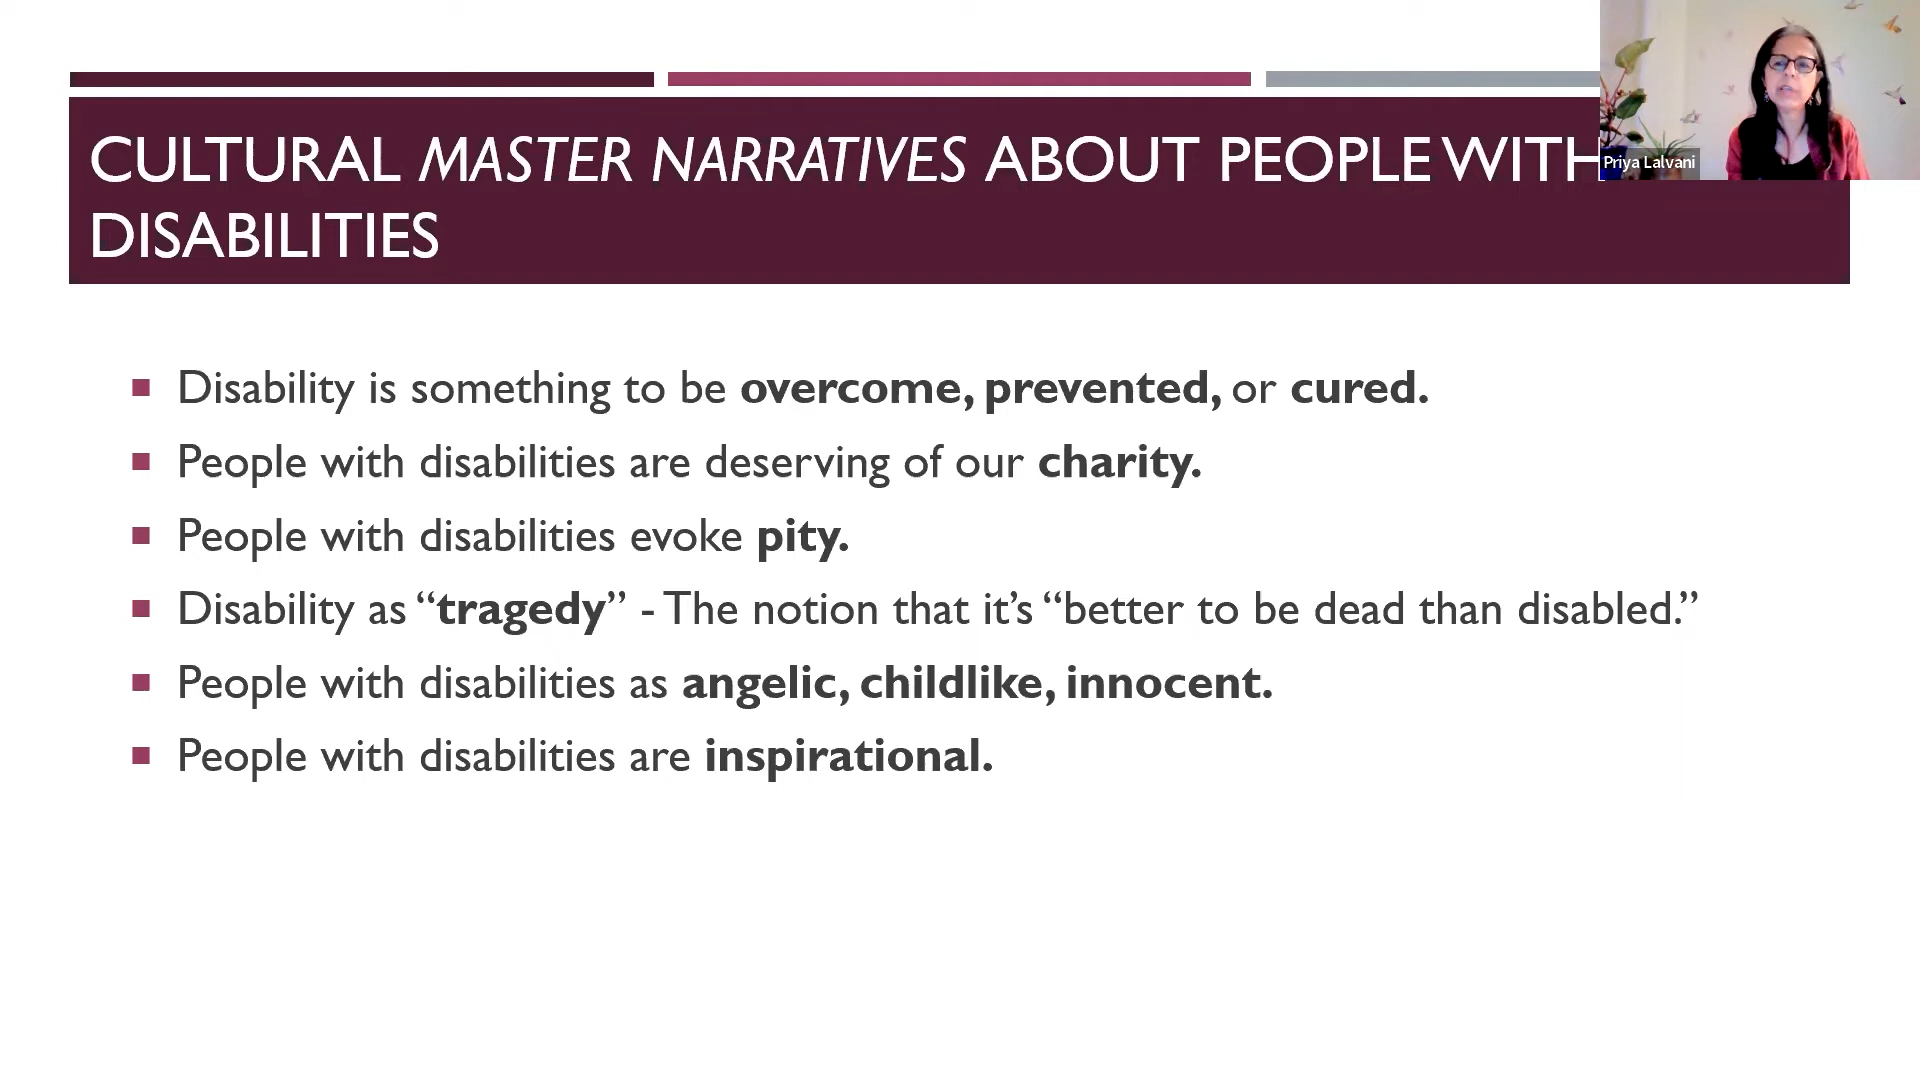 CULTURAL MASTER NARRATIVES ABOUT PEOPLE WITH
DISABILITIES
Priya Lalvani
Disability is something to be overcome, prevented, or cured.
People with disabilities are deserving of our charity.
People with disabilities evoke pity.
Disability as “tragedy” - The notion that it’s “better to be dead than disabled.”
People with disabilities as angelic, childlike, innocent.
People with disabilities are inspirational.